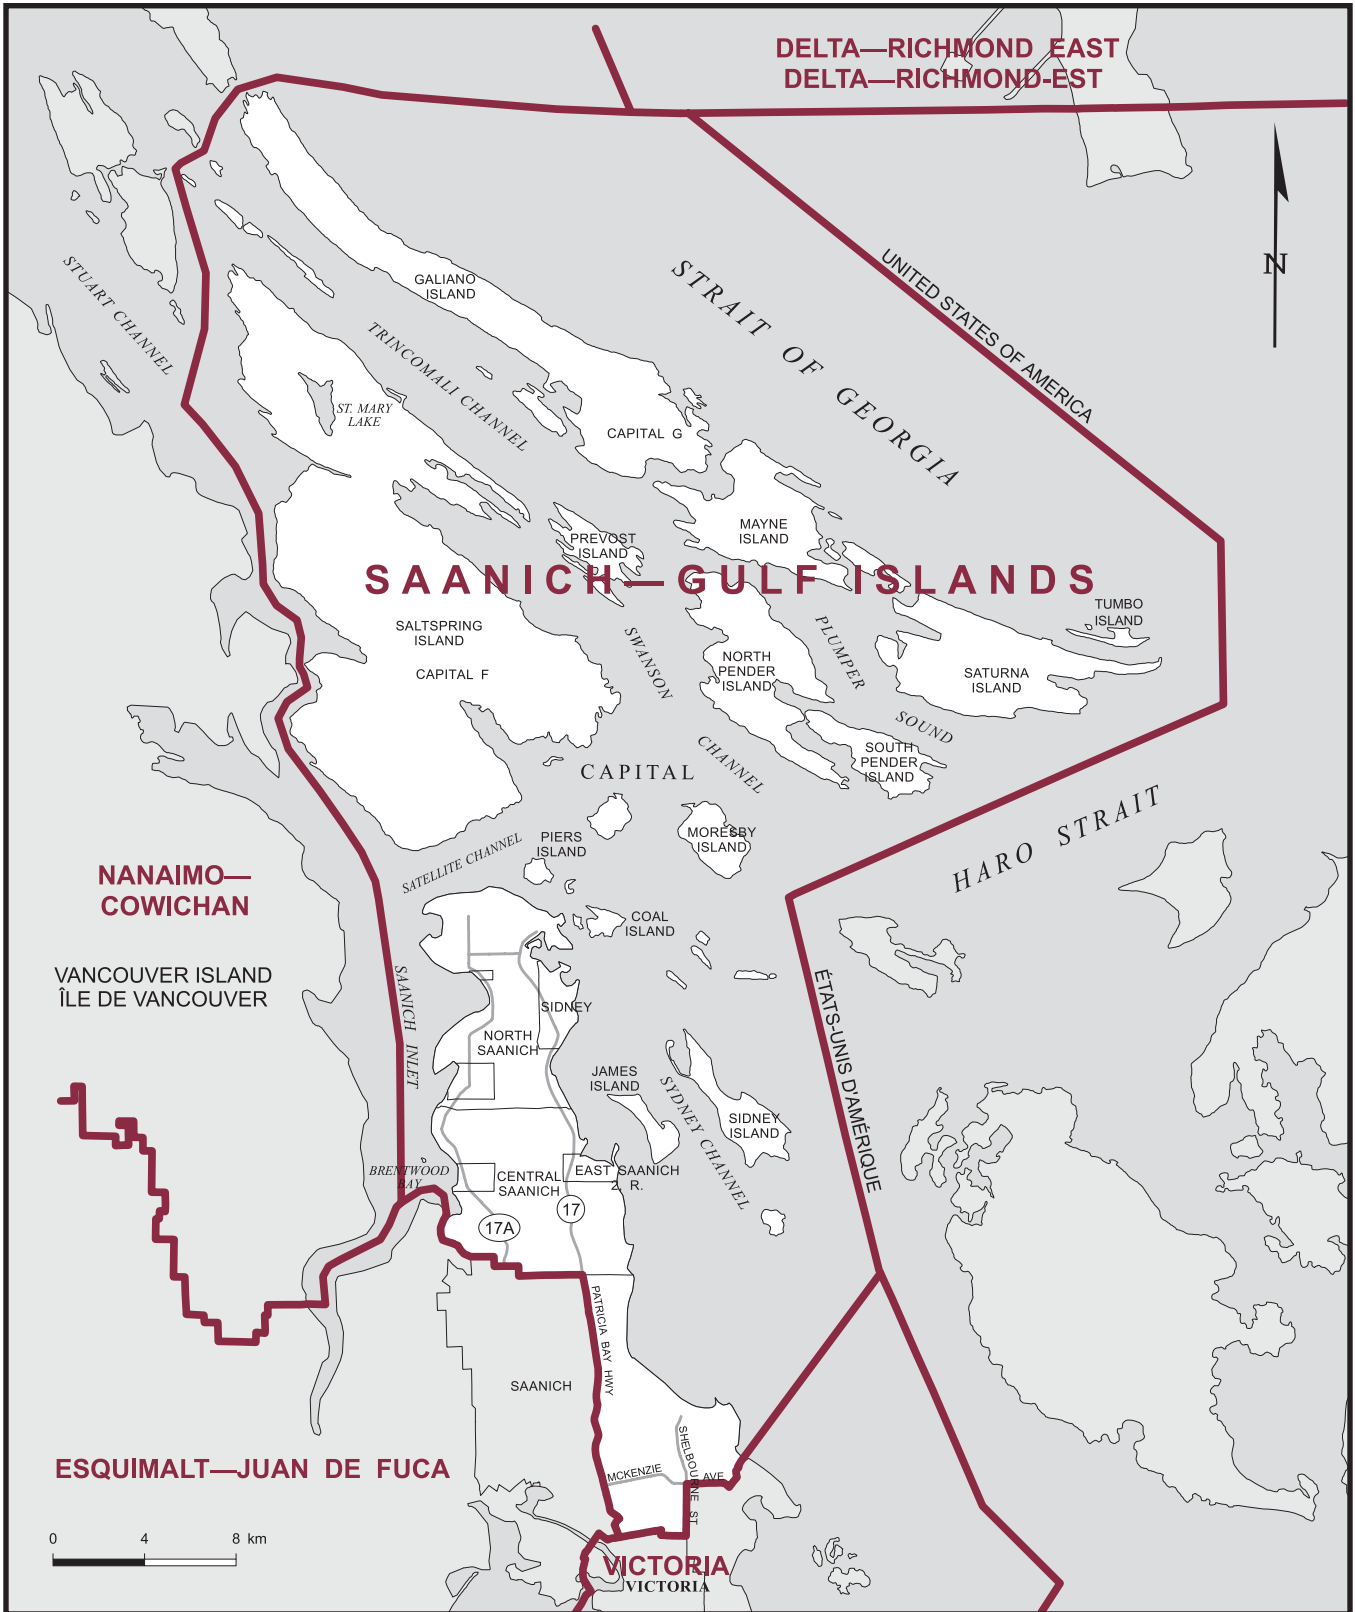 DELTA—RICHMOND EAST
DELTA—RICHMOND-EST
N
UNITED STATES OF AMERICA
STRAIT OF GEORGIA
STUART CHANNEL
GALIANO
ISLAND
TRINCOMALI CHANNEL
ST. MARY
LAKE
CAPITAL G
MAYNE
ISLAND
PREVOST
ISLAND
SAANICH—GULF ISLANDS
TUMBO
ISLAND
SALTSPRING
ISLAND
CAPITAL F
SWANSON
CHANNEL
PLUMPER
SOUND
NORTH
PENDER
ISLAND
SATURNA
ISLAND
SOUTH
PENDER
ISLAND
CAPITAL
HARO STRAIT
PIERS
ISLAND
MORESBY
ISLAND
SATELLITE CHANNEL
NANAIMO—
COWICHAN
COAL
ISLAND
VANCOUVER ISLAND
ÎLE DE VANCOUVER
SAANICH INLET
SIDNEY
NORTH
SAANICH
ÉTATS-UNIS D'AMÉRIQUE
JAMES
ISLAND
SYDNEY CHANNEL
SIDNEY
ISLAND
BRENTWOOD
BAY
CENTRAL
SAANICH
EAST SAANICH
2, R.
17A
17
PATRICIA BAY HWY
SAANICH
SHELBOURNE ST
MCKENZIE AVE
ESQUIMALT—JUAN DE FUCA
0 4 8 km
VICTORIA
VICTORIA